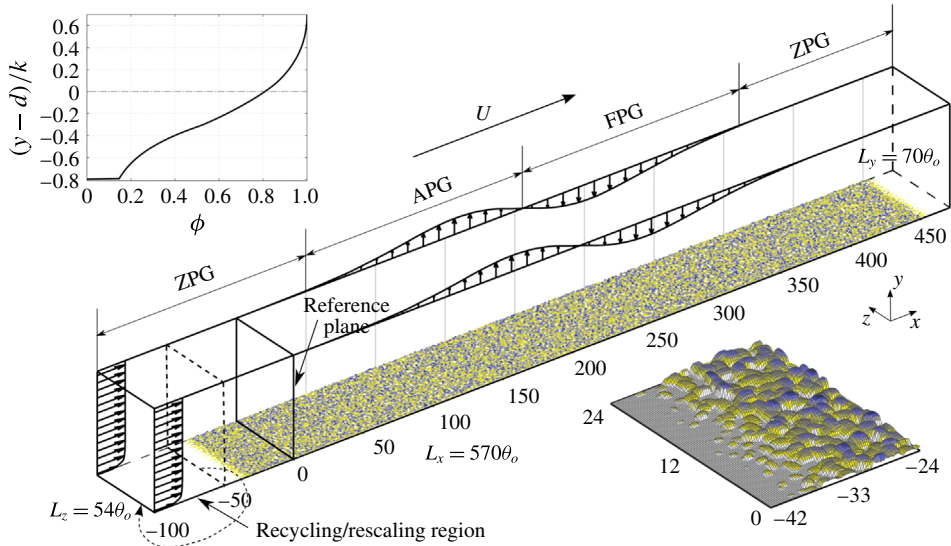 0.6
0.4
0.2
0
−0.2
−0.4
−0.6
−0.8
(y − d)/k
0 0.2 0.4 0.6 0.8 1.0
ϕ
ZPG
FPG
U
APG
ZPG
L_y = 70θ_o
Reference
plane
450
400
350
300
250
200
150
100
50
0
−50
−100
L_x = 570θ_o
L_z = 54θ_o
Recycling/rescaling region
y
z
x
24
12
0
−42
−33
−24